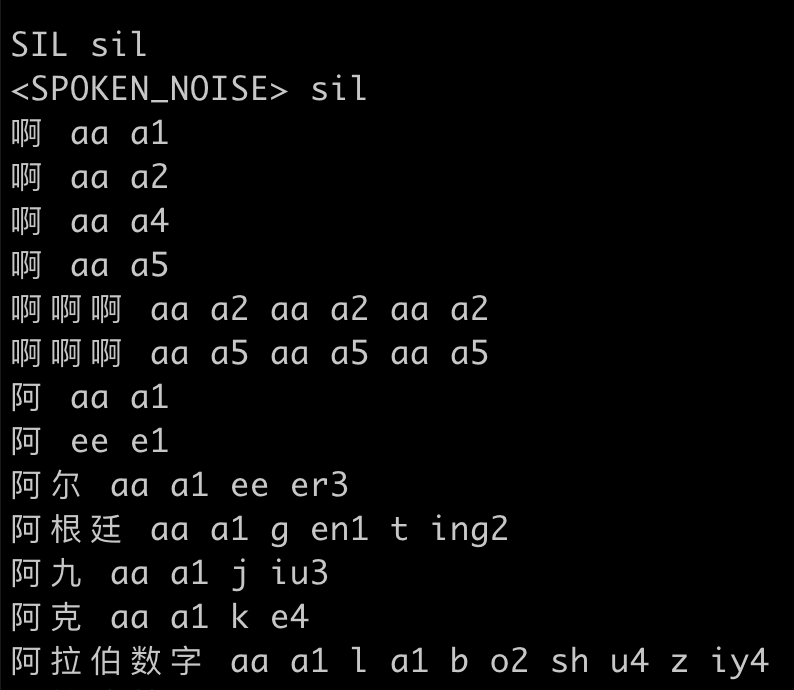 SIL sil
<SPOKEN_NOISE> sil
啊 aa a1
啊 aa a2
啊 aa a4
啊 aa a5
啊啊啊 aa a2 aa a2 aa a2
啊啊啊 aa a5 aa a5 aa a5
阿 aa a1
阿 ee e1
阿尔 aa a1 ee er3
阿根廷 aa a1 g en1 t ing2
阿九 aa a1 j iu3
阿克 aa a1 k e4
阿拉伯数字 aa a1 l a1 b o2 sh u4 z iy4